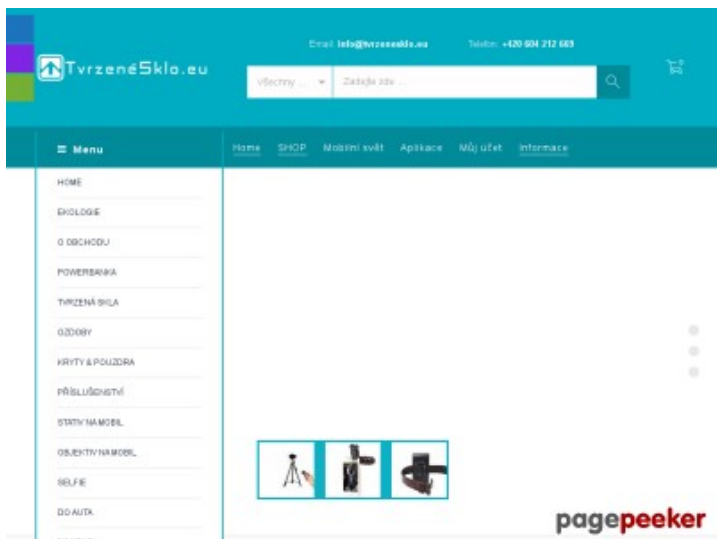 Email: info@tvrzenesklo.eu Telefon: +420 604 212 603
TvrzenéSklo.eu
Všechny ... Zadejte zde ...
Menu
Home SHOP Mobilní svět Aplikace Můj účet Informace
HOME
EKOLOGIE
O OBCHODU
POWERBANKA
TVRZENÁ SKLA
OZDOBY
KRYTY & POUZDRA
PŘÍSLUŠENSTVÍ
STATIV NA MOBIL
OBJEKTIV NA MOBIL
SELFIE
DO AUTA
pagepeeker